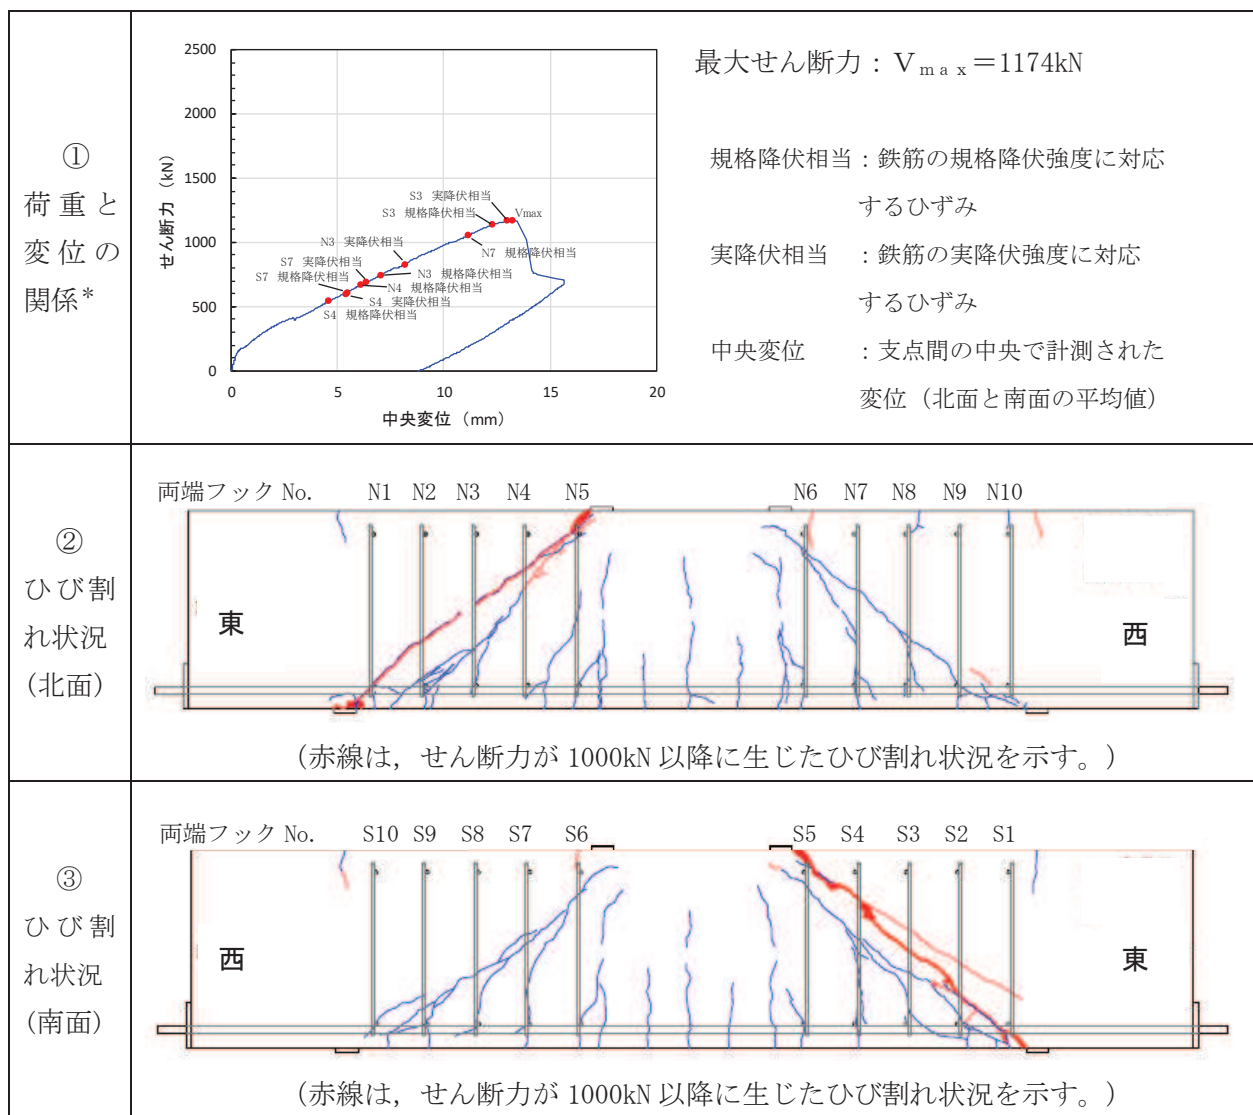 ①
荷重と
変位の
関係*
せん断力 (kN)
2500
2000
1500
1000
500
0
0
5
10
15
20
中央変位 (mm)
S3 実降伏相当
S3 規格降伏相当
Vmax
N3 実降伏相当
N7 規格降伏相当
S7 実降伏相当
S7 規格降伏相当
N3 規格降伏相当
N4 規格降伏相当
S4 実降伏相当
S4 規格降伏相当
最大せん断力：Ｖｍａｘ＝1174kN
規格降伏相当：鉄筋の規格降伏強度に対応
するひずみ
実降伏相当　：鉄筋の実降伏強度に対応
するひずみ
中央変位　　：支点間の中央で計測された
変位（北面と南面の平均値）
②
ひび割
れ状況
(北面)
両端フック No. N1 N2 N3 N4 N5 N6 N7 N8 N9 N10
東
西
(赤線は，せん断力が 1000kN 以降に生じたひび割れ状況を示す。)
③
ひび割
れ状況
(南面)
両端フック No. S10 S9 S8 S7 S6 S5 S4 S3 S2 S1
西
東
(赤線は，せん断力が 1000kN 以降に生じたひび割れ状況を示す。)